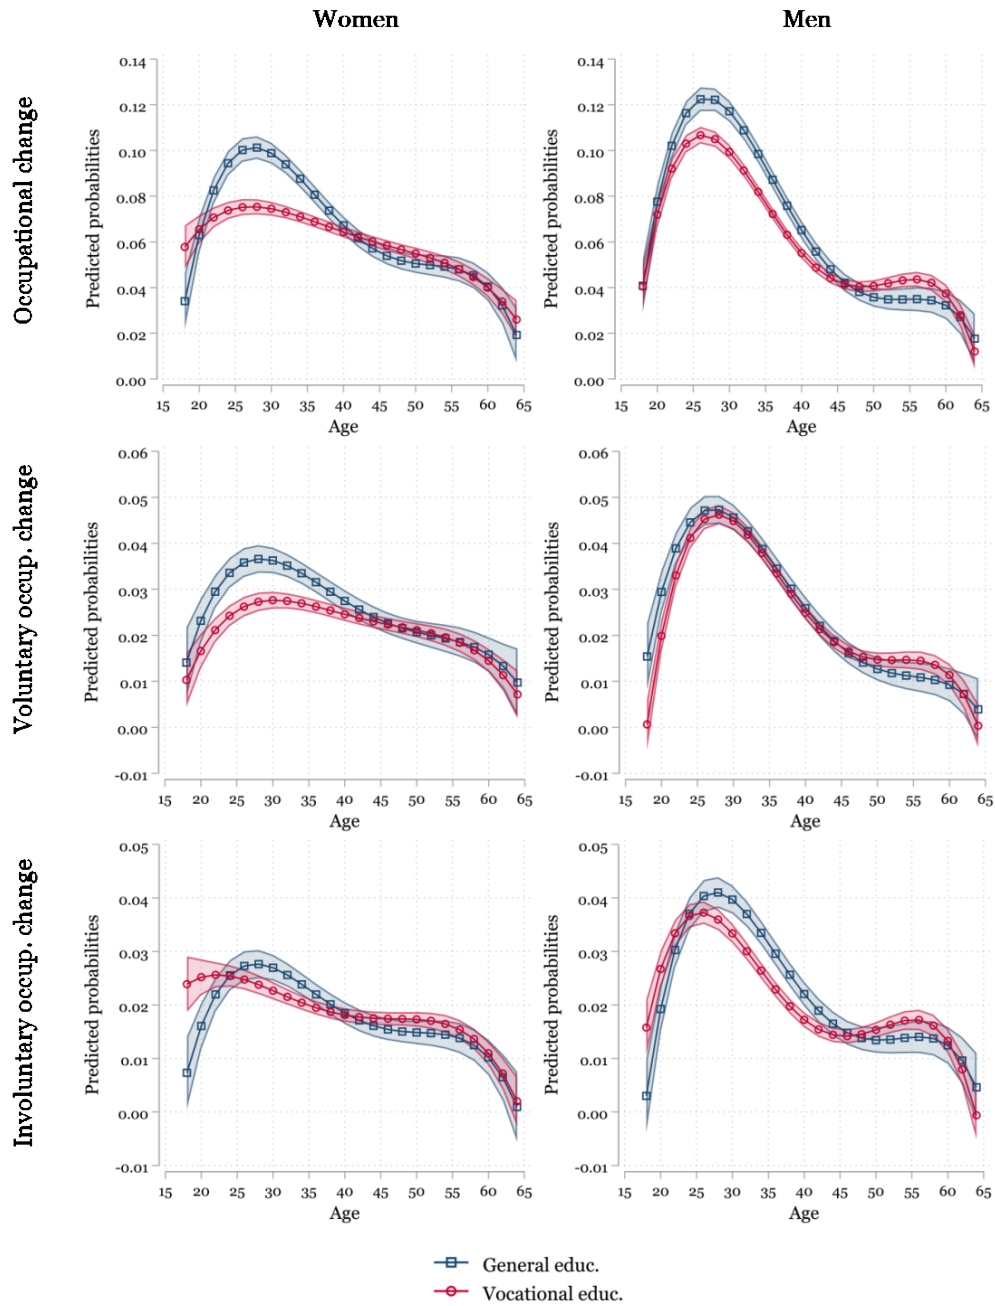 Women
Men
Occupational change
Predicted probabilities
0.14
0.12
0.10
0.08
0.06
0.04
0.02
0.00
15 20 25 30 35 40 45 50 55 60 65
Age
Predicted probabilities
0.14
0.12
0.10
0.08
0.06
0.04
0.02
0.00
15 20 25 30 35 40 45 50 55 60 65
Age
Voluntary occup. change
Predicted probabilities
0.06
0.05
0.04
0.03
0.02
0.01
0.00
-0.01
15 20 25 30 35 40 45 50 55 60 65
Age
Predicted probabilities
0.06
0.05
0.04
0.03
0.02
0.01
0.00
-0.01
15 20 25 30 35 40 45 50 55 60 65
Age
Involuntary occup. change
Predicted probabilities
0.05
0.04
0.03
0.02
0.01
0.00
-0.01
15 20 25 30 35 40 45 50 55 60 65
Age
Predicted probabilities
0.05
0.04
0.03
0.02
0.01
0.00
-0.01
15 20 25 30 35 40 45 50 55 60 65
Age
General educ.
Vocational educ.